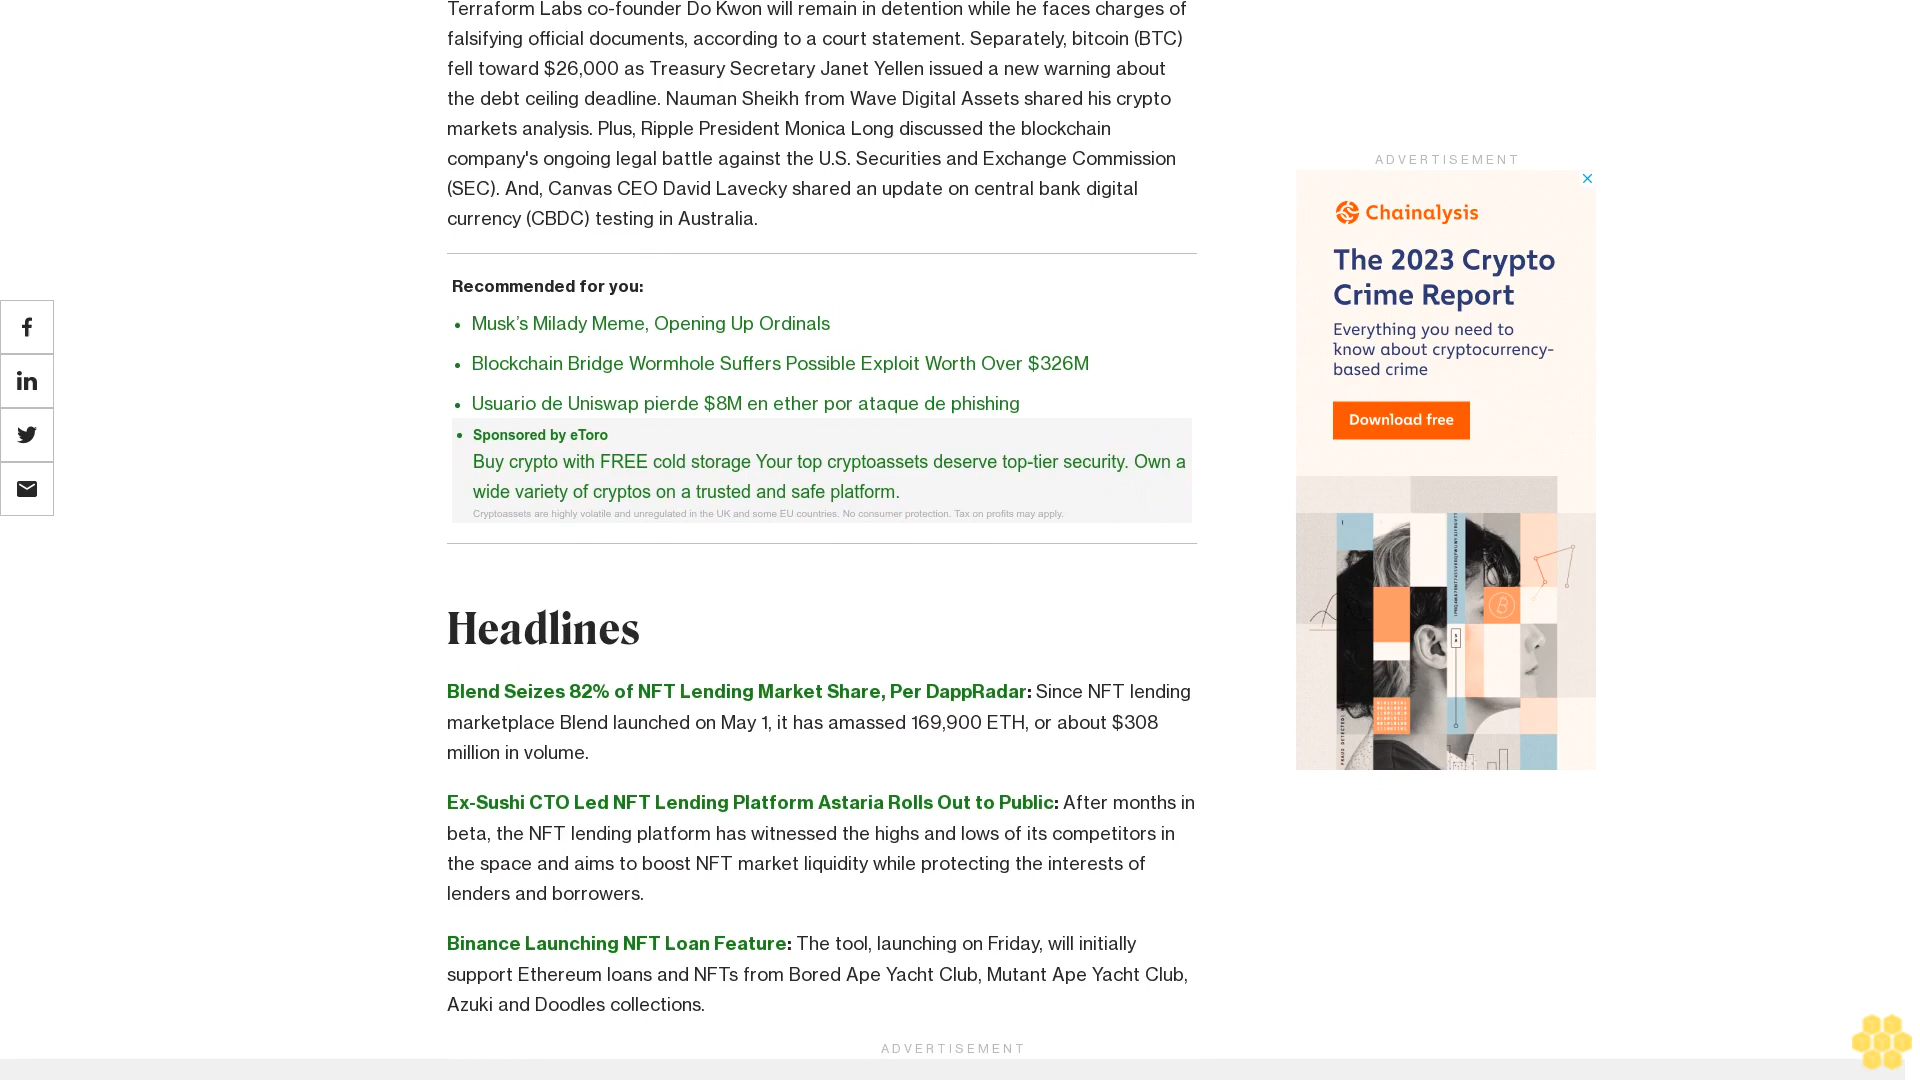 Terraform Labs co-founder Do Kwon will remain in detention while he faces charges of
falsifying official documents, according to a court statement. Separately, bitcoin (BTC)
fell toward $26,000 as Treasury Secretary Janet Yellen issued a new warning about
the debt ceiling deadline. Nauman Sheikh from Wave Digital Assets shared his crypto
markets analysis. Plus, Ripple President Monica Long discussed the blockchain
company's ongoing legal battle against the U.S. Securities and Exchange Commission
(SEC). And, Canvas CEO David Lavecky shared an update on central bank digital
currency (CBDC) testing in Australia.
Recommended for you:
• Musk’s Milady Meme, Opening Up Ordinals
• Blockchain Bridge Wormhole Suffers Possible Exploit Worth Over $326M
• Usuario de Uniswap pierde $8M en ether por ataque de phishing
• Sponsored by eToro
Buy crypto with FREE cold storage Your top cryptoassets deserve top-tier security. Own a
wide variety of cryptos on a trusted and safe platform.
Cryptoassets are highly volatile and unregulated in the UK and some EU countries. No consumer protection. Tax on profits may apply.
Headlines
Blend Seizes 82% of NFT Lending Market Share, Per DappRadar: Since NFT lending
marketplace Blend launched on May 1, it has amassed 169,900 ETH, or about $308
million in volume.
Ex-Sushi CTO Led NFT Lending Platform Astaria Rolls Out to Public: After months in
beta, the NFT lending platform has witnessed the highs and lows of its competitors in
the space and aims to boost NFT market liquidity while protecting the interests of
lenders and borrowers.
Binance Launching NFT Loan Feature: The tool, launching on Friday, will initially
support Ethereum loans and NFTs from Bored Ape Yacht Club, Mutant Ape Yacht Club,
Azuki and Doodles collections.
ADVERTISEMENT
ADVERTISEMENT
Chainalysis
The 2023 Crypto
Crime Report
Everything you need to
know about cryptocurrency-
based crime
Download free